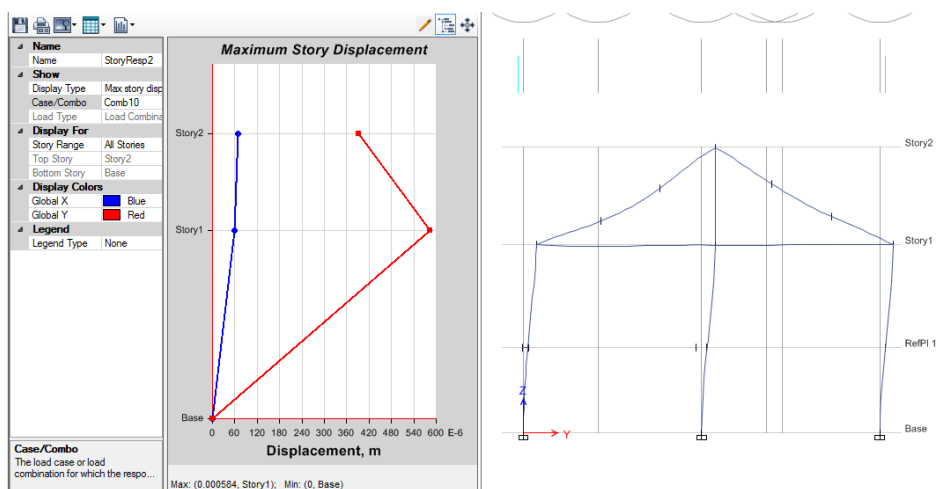 Name
Name StoryResp2
Show
Display Type Max story disp
Case/Combo Comb10
Load Type Load Combina
Display For
Story Range All Stories
Top Story Story2
Bottom Story Base
Display Colors
Global X Blue
Global Y Red
Legend
Legend Type None
Case/Combo
The load case or load
combination for which the respo...
Maximum Story Displacement
Story2
Story1
Base
0 60 120 180 240 300 360 420 480 540 600 E-6
Displacement, m
Max: (0.000584, Story1); Min: (0, Base)
Story2
Story1
RefPl 1
Base
Z
Y